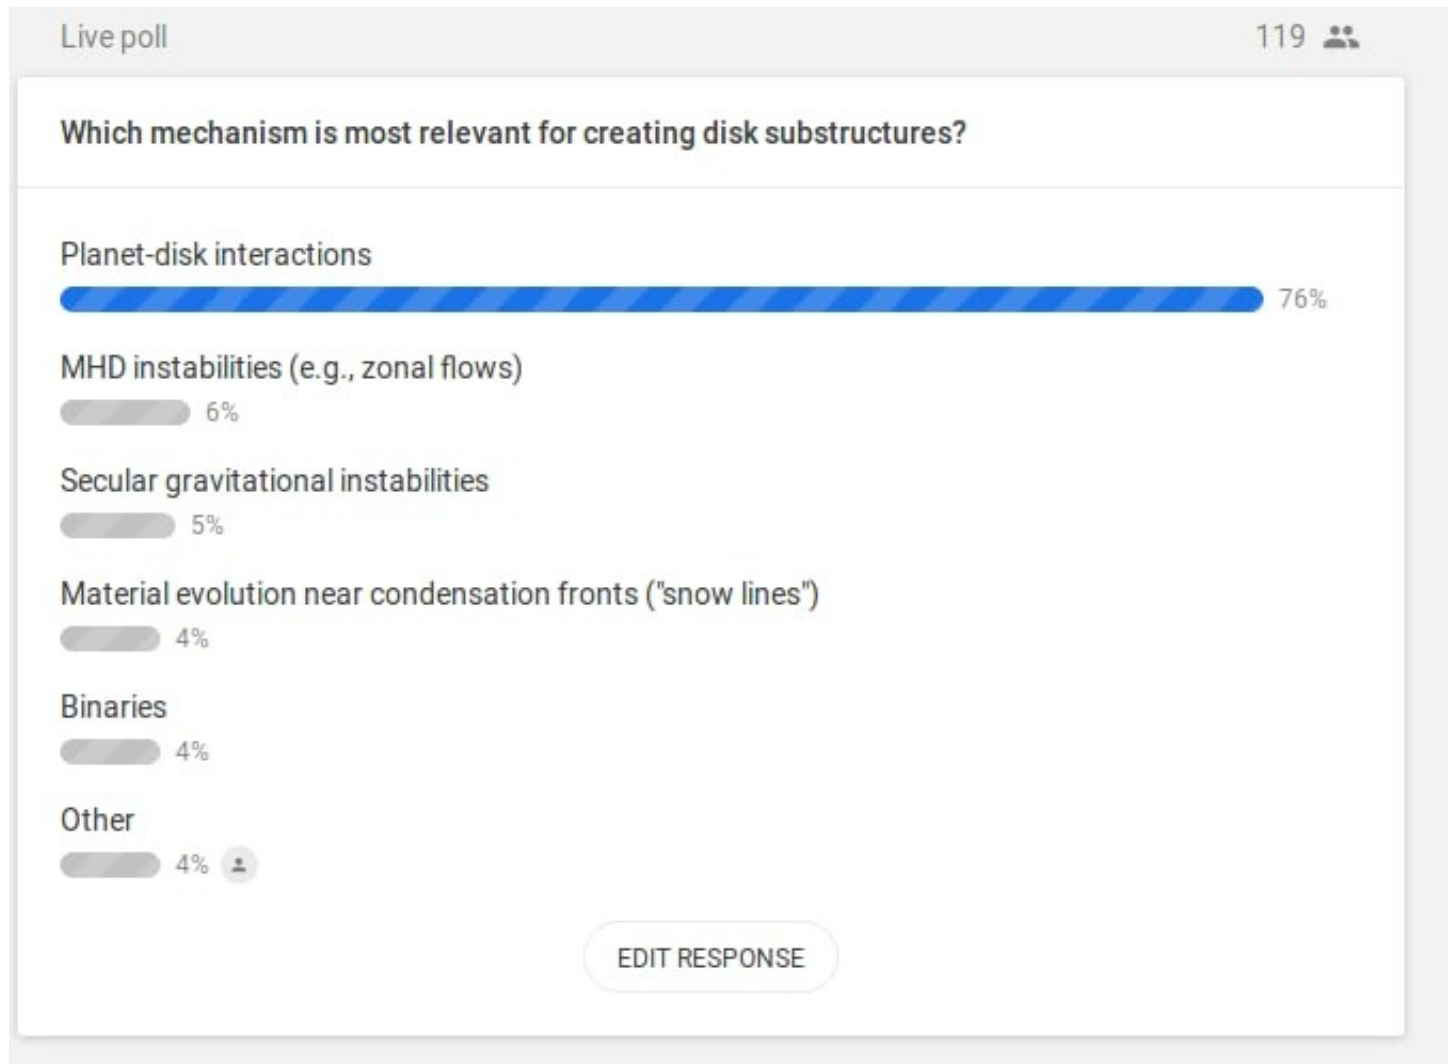 Live poll 119
Which mechanism is most relevant for creating disk substructures?
Planet-disk interactions
76%
MHD instabilities (e.g., zonal flows)
6%
Secular gravitational instabilities
5%
Material evolution near condensation fronts ("snow lines")
4%
Binaries
4%
Other
4%
EDIT RESPONSE